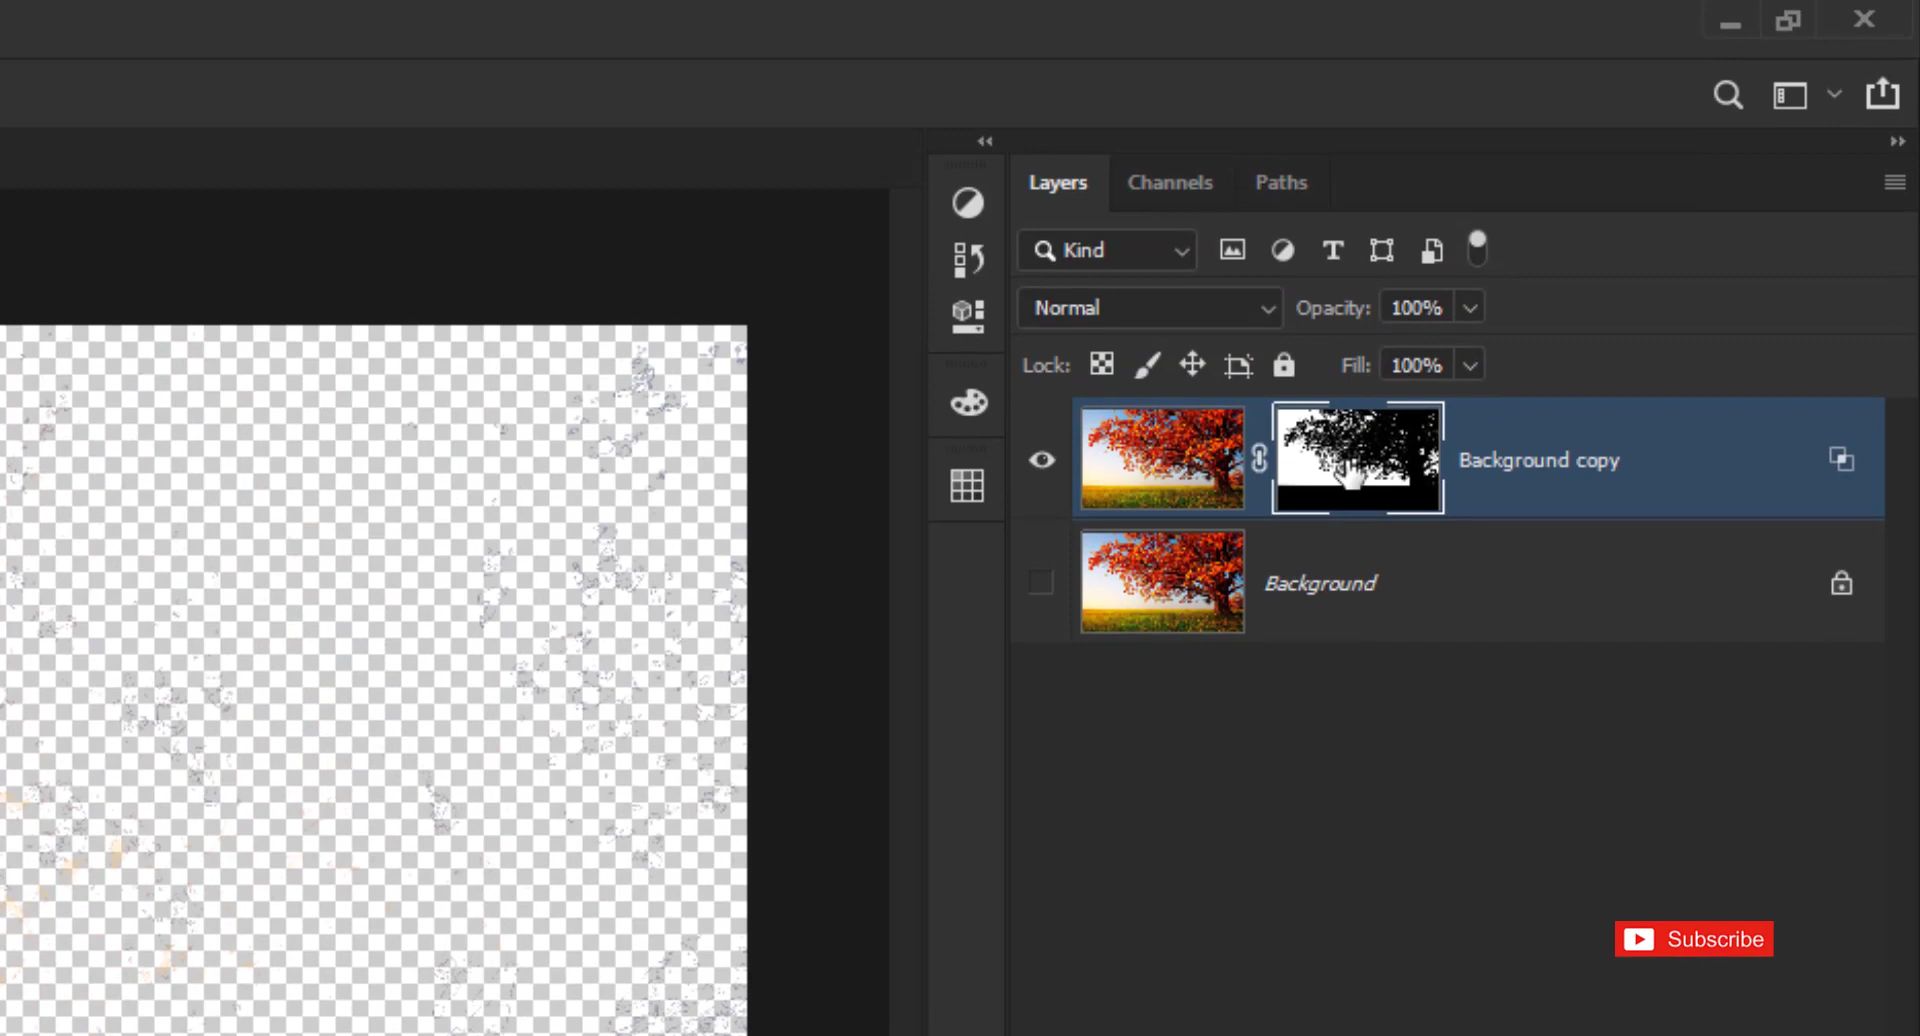 Layers Channels Paths
Kind
Normal Opacity: 100%
Lock: Fill: 100%
Background copy
Background
Subscribe